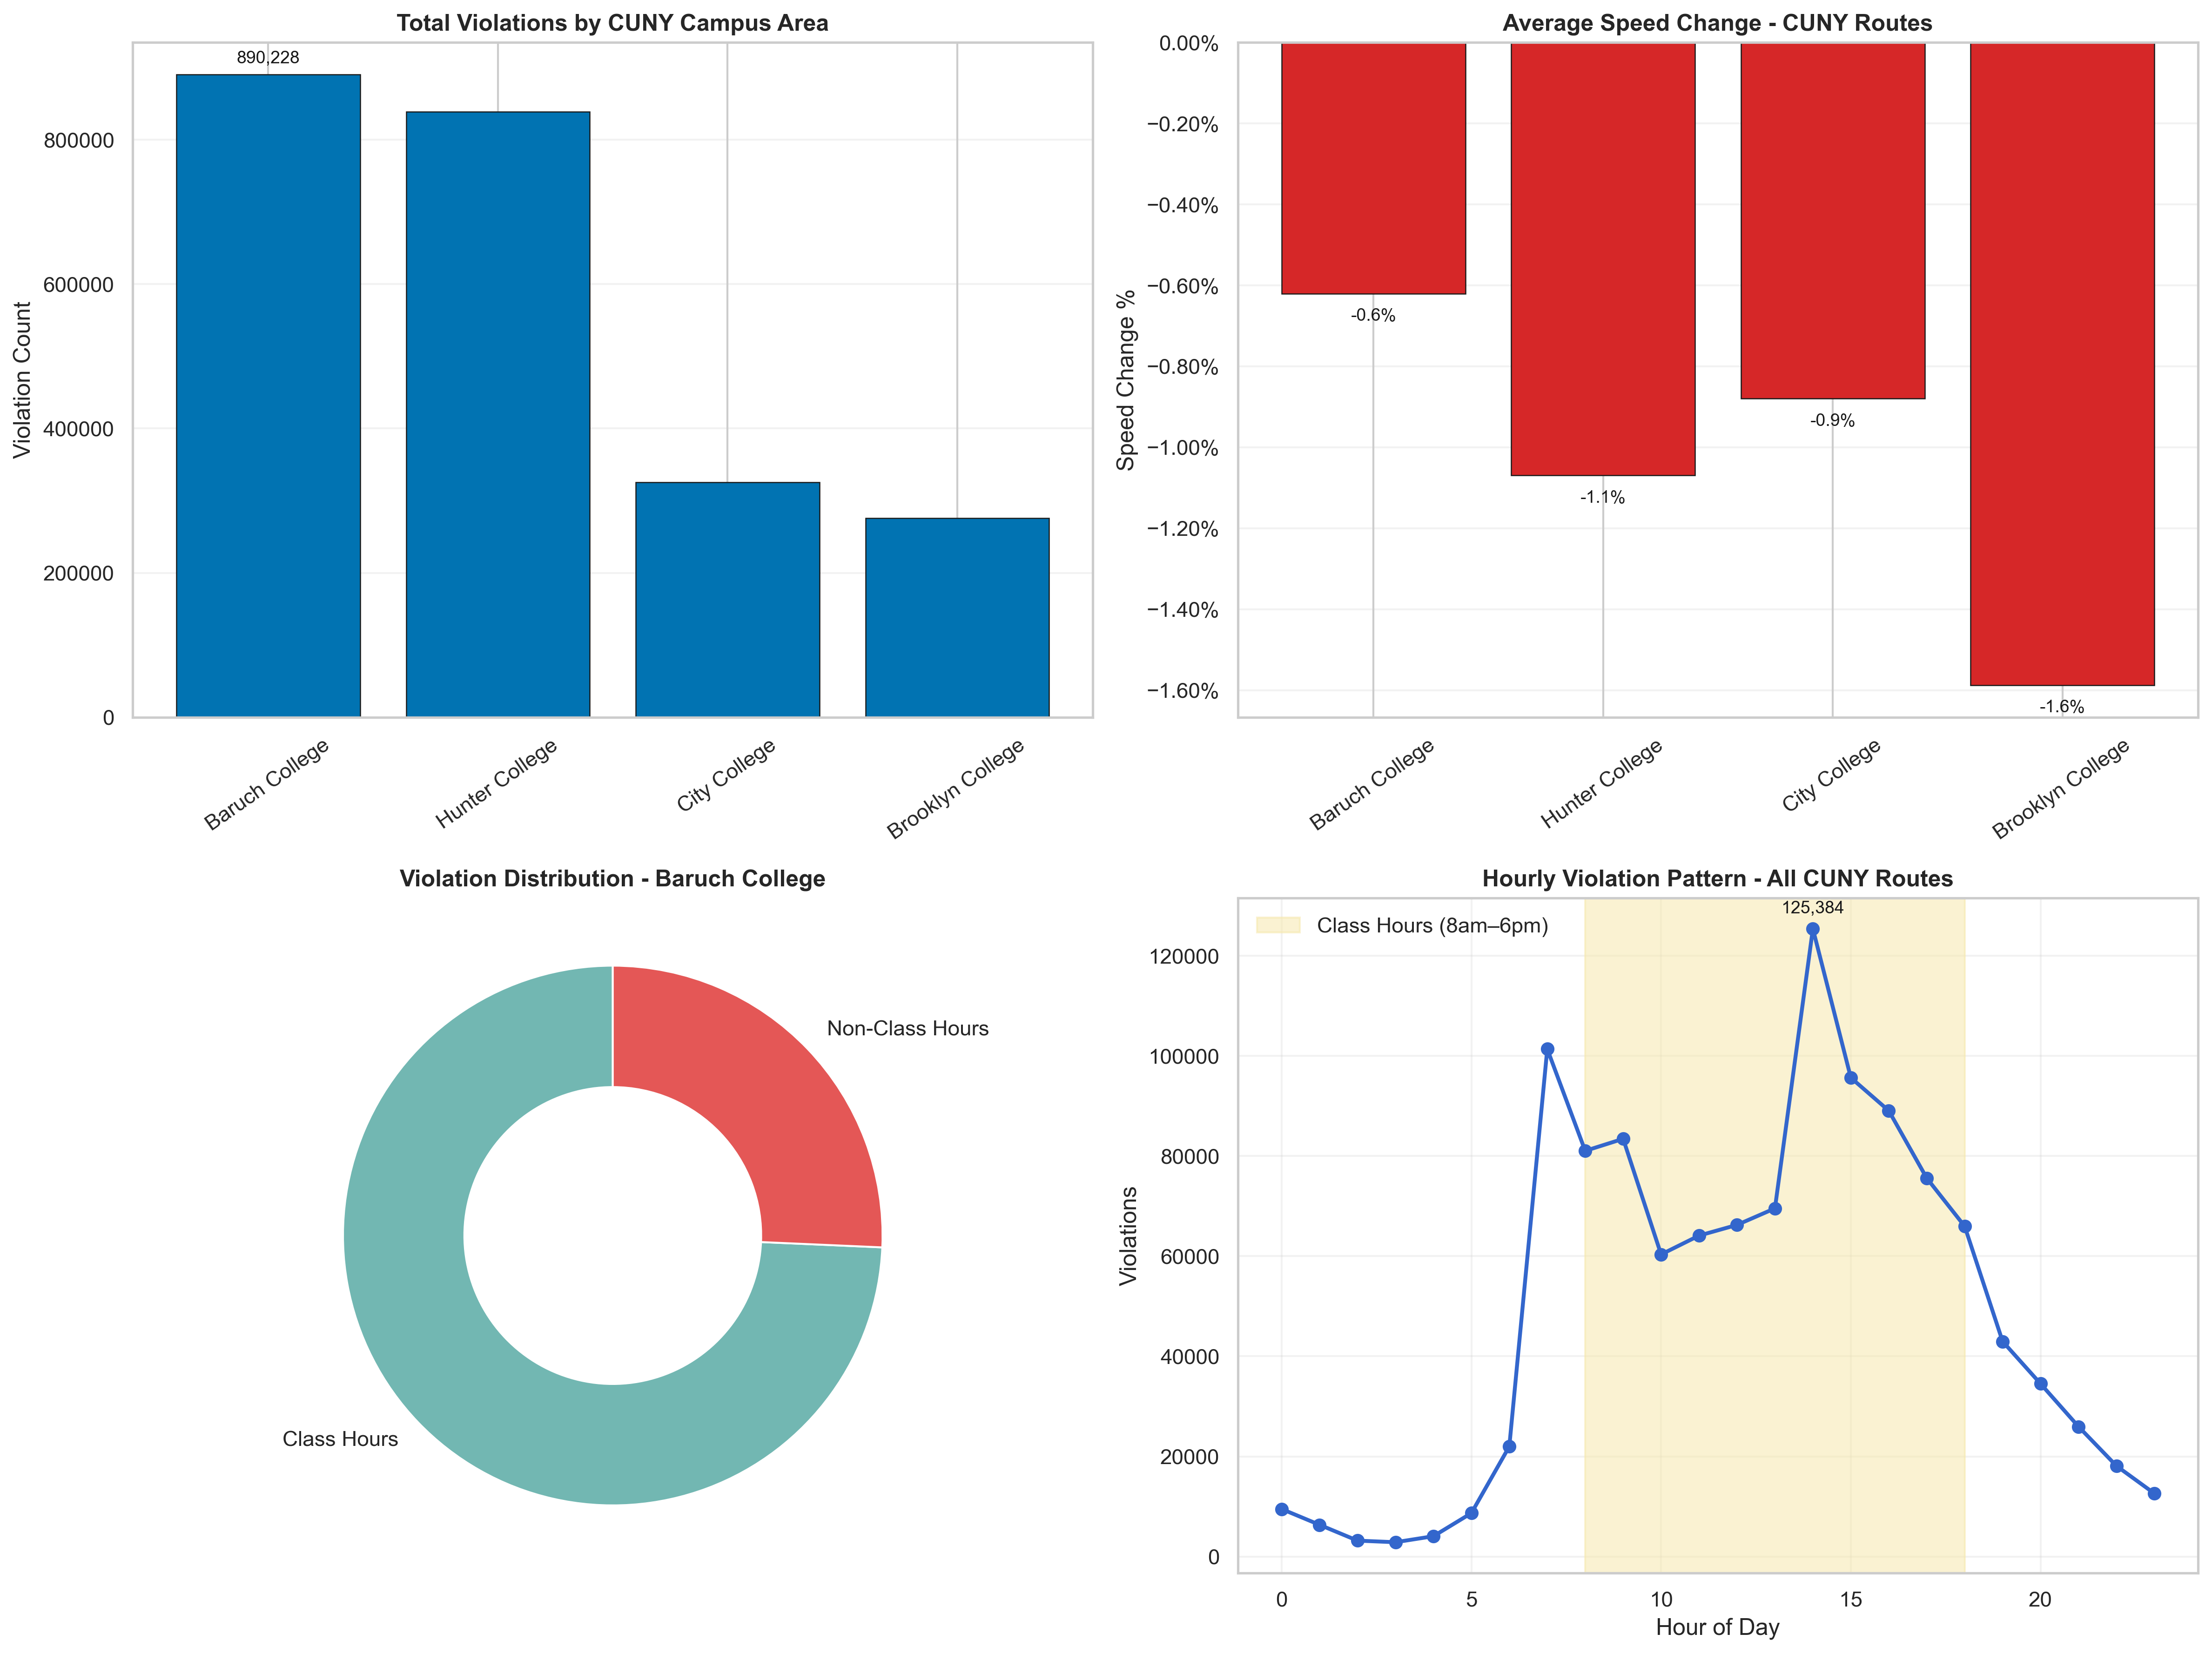 Total Violations by CUNY Campus Area
890,228
800000
600000
400000
200000
0
Violation Count
Baruch College
Hunter College
City College
Brooklyn College
Average Speed Change - CUNY Routes
0.00%
−0.20%
−0.40%
−0.60%
−0.80%
−1.00%
−1.20%
−1.40%
−1.60%
Speed Change %
-0.6%
-1.1%
-0.9%
-1.6%
Baruch College
Hunter College
City College
Brooklyn College
Violation Distribution - Baruch College
Non-Class Hours
Class Hours
Hourly Violation Pattern - All CUNY Routes
Class Hours (8am–6pm)
125,384
120000
100000
80000
60000
40000
20000
0
Violations
0 5 10 15 20
Hour of Day